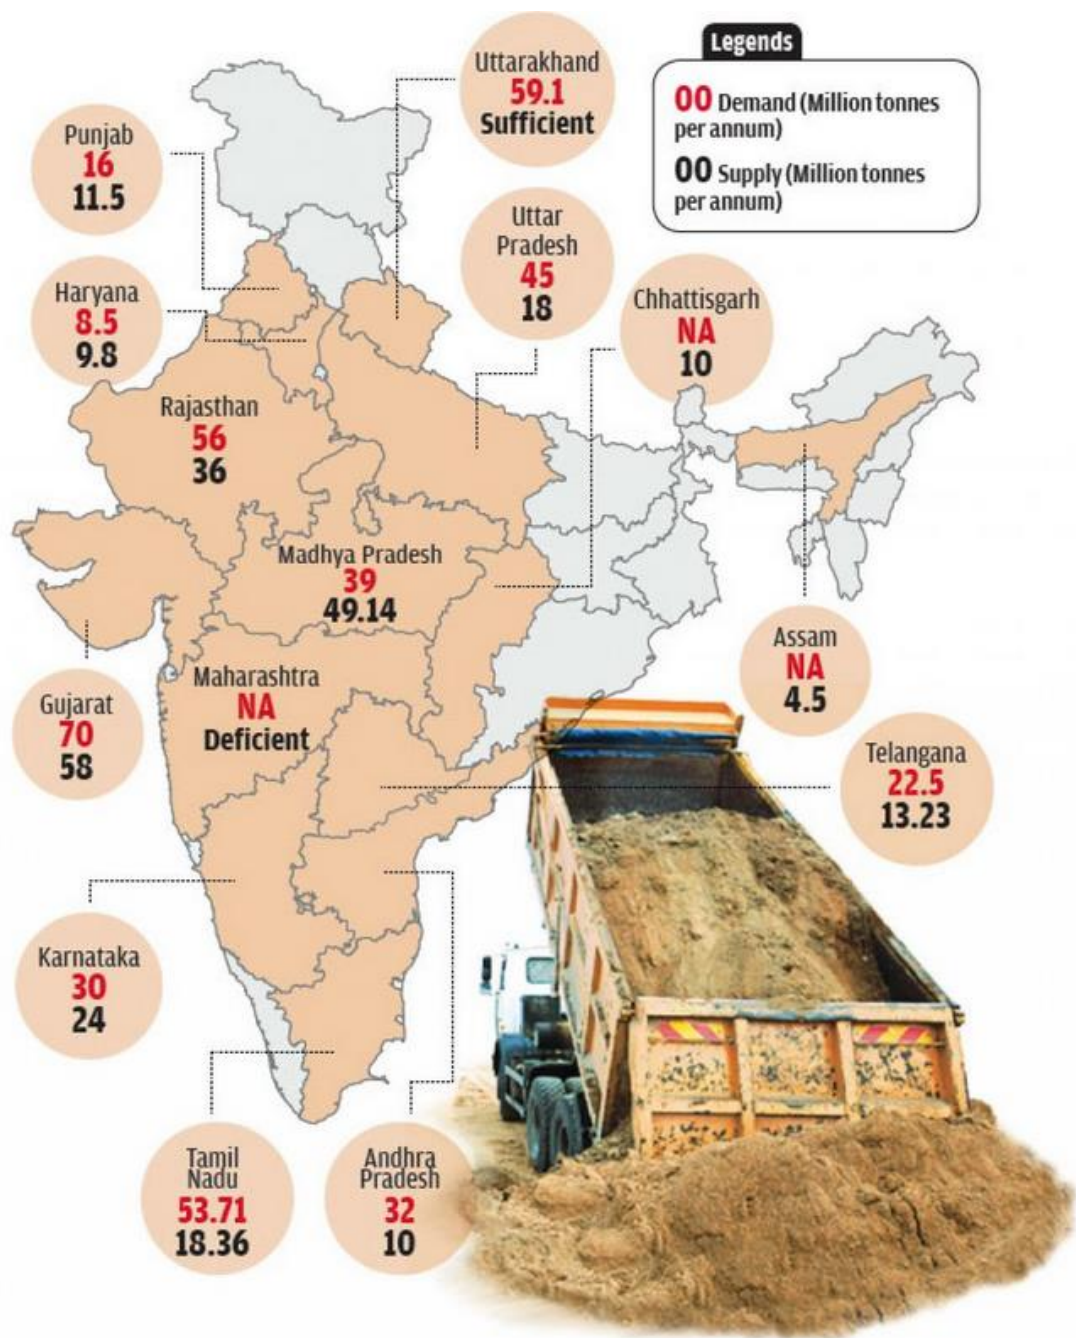 Legends
00 Demand (Million tonnes
per annum)
00 Supply (Million tonnes
per annum)
Uttarakhand
59.1
Sufficient
Punjab
16
11.5
Uttar
Pradesh
45
18
Haryana
8.5
9.8
Chhattisgarh
NA
10
Rajasthan
56
36
Madhya Pradesh
39
49.14
Assam
NA
4.5
Maharashtra
NA
Deficient
Gujarat
70
58
Telangana
22.5
13.23
Karnataka
30
24
Tamil
Nadu
53.71
18.36
Andhra
Pradesh
32
10